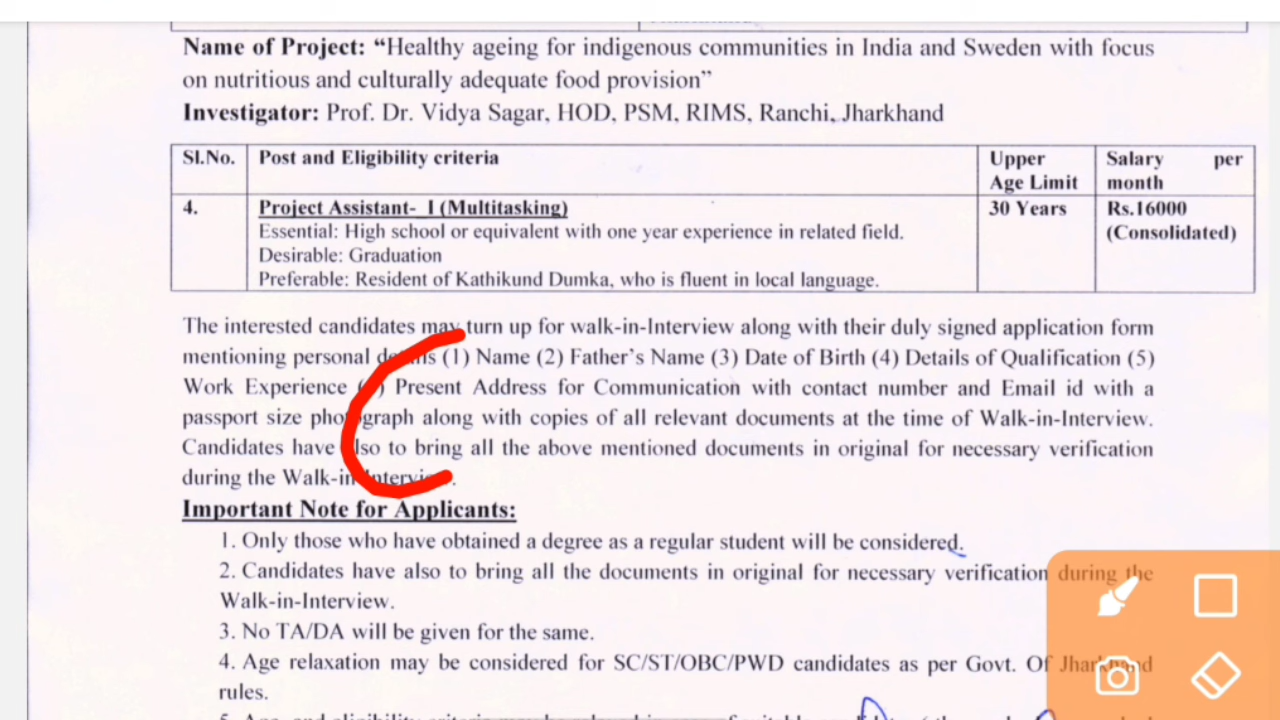 Name of Project: “Healthy ageing for indigenous communities in India and Sweden with focus
on nutritious and culturally adequate food provision”
Investigator: Prof. Dr. Vidya Sagar, HOD, PSM, RIMS, Ranchi, Jharkhand
Sl.No. Post and Eligibility criteria Upper Age Limit Salary per month
4. Project Assistant- I (Multitasking) 30 Years Rs.16000
Essential: High school or equivalent with one year experience in related field. (Consolidated)
Desirable: Graduation
Preferable: Resident of Kathikund Dumka, who is fluent in local language.
The interested candidates may turn up for walk-in-Interview along with their duly signed application form
mentioning personal details (1) Name (2) Father’s Name (3) Date of Birth (4) Details of Qualification (5)
Work Experience Present Address for Communication with contact number and Email id with a
passport size photograph along with copies of all relevant documents at the time of Walk-in-Interview.
Candidates have also to bring all the above mentioned documents in original for necessary verification
during the Walk-in-Interview.
Important Note for Applicants:
1. Only those who have obtained a degree as a regular student will be considered.
2. Candidates have also to bring all the documents in original for necessary verification during the
Walk-in-Interview.
3. No TA/DA will be given for the same.
4. Age relaxation may be considered for SC/ST/OBC/PWD candidates as per Govt. Of Jharkhand
rules.